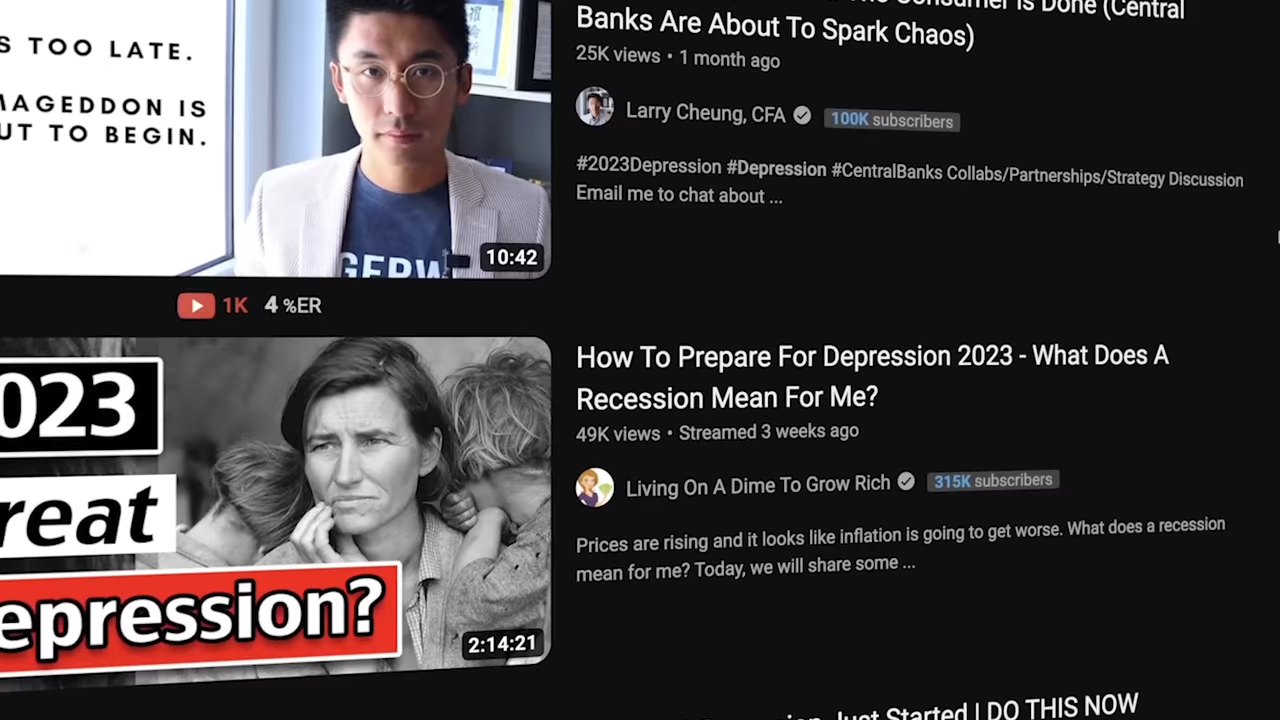 S TOO LATE.
MAGEDDON IS
UT TO BEGIN.
10:42
The Consumer is Done (Central
Banks Are About To Spark Chaos)
25K views • 1 month ago
Larry Cheung, CFA
100K subscribers
#2023Depression #Depression #CentralBanks Collabs/Partnerships/Strategy Discussion
Email me to chat about ...
1K 4 %ER
023
reat
epression?
2:14:21
How To Prepare For Depression 2023 - What Does A
Recession Mean For Me?
49K views • Streamed 3 weeks ago
Living On A Dime To Grow Rich
315K subscribers
Prices are rising and it looks like inflation is going to get worse. What does a recession
mean for me? Today, we will share some ...
Just Started | DO THIS NOW